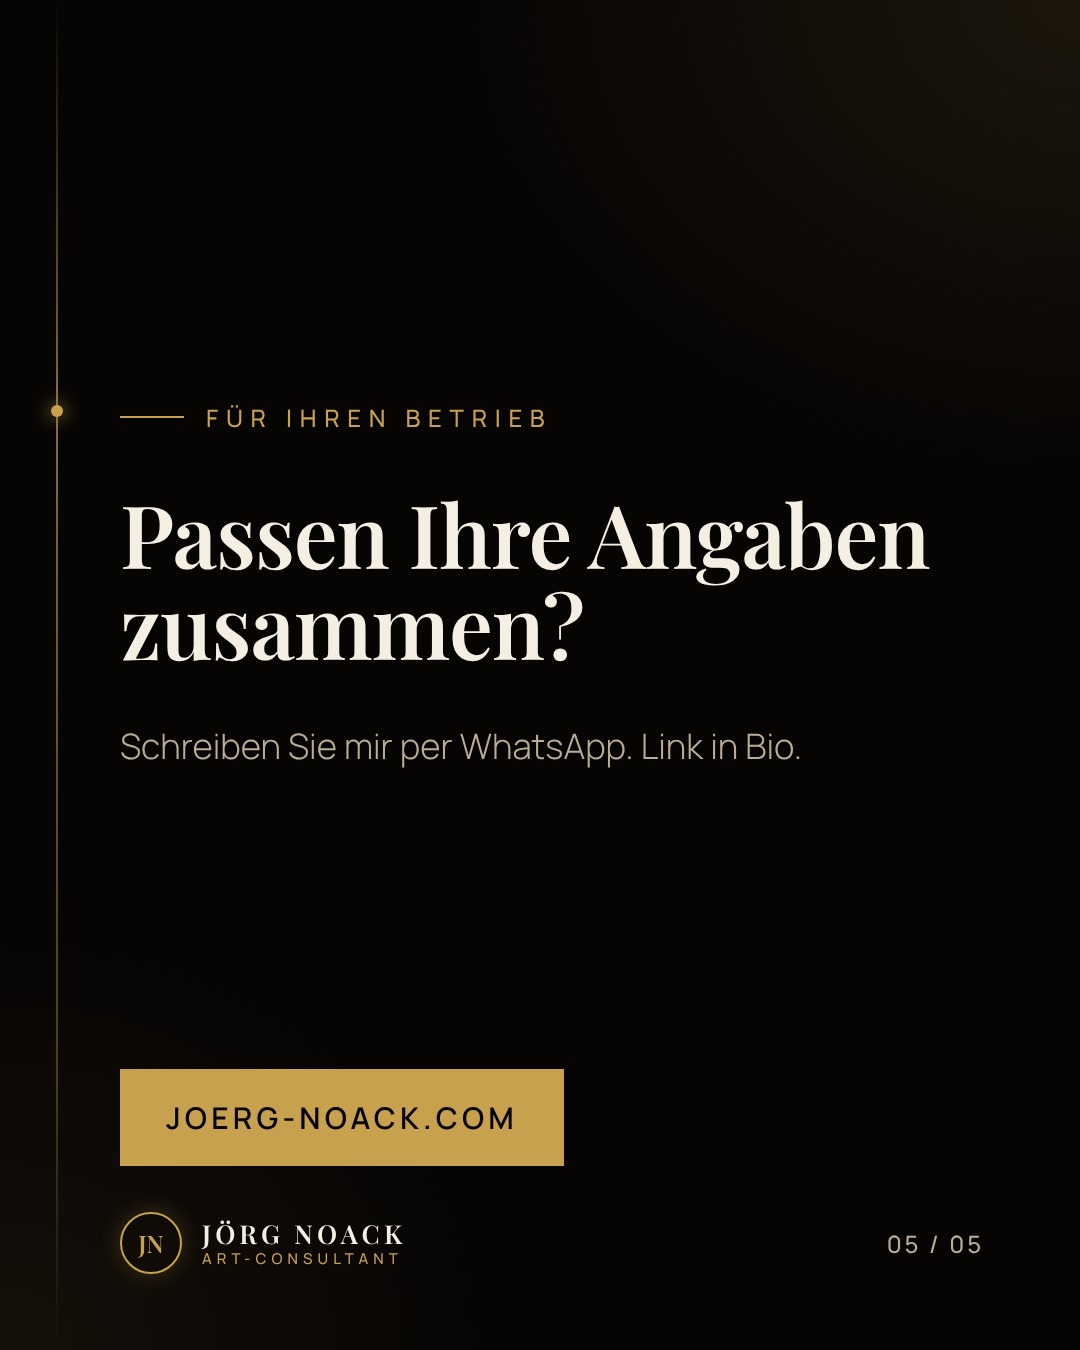 FÜR IHREN BETRIEB
Passen Ihre Angaben
zusammen?
Schreiben Sie mir per WhatsApp. Link in Bio.
JOERG-NOACK.COM
JN
JÖRG NOACK
ART-CONSULTANT
05 / 05